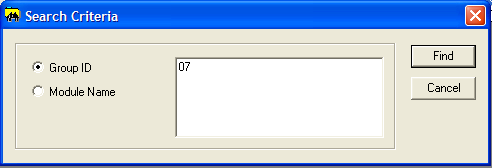 Search Criteria
Group ID
Module Name
07
Find
Cancel